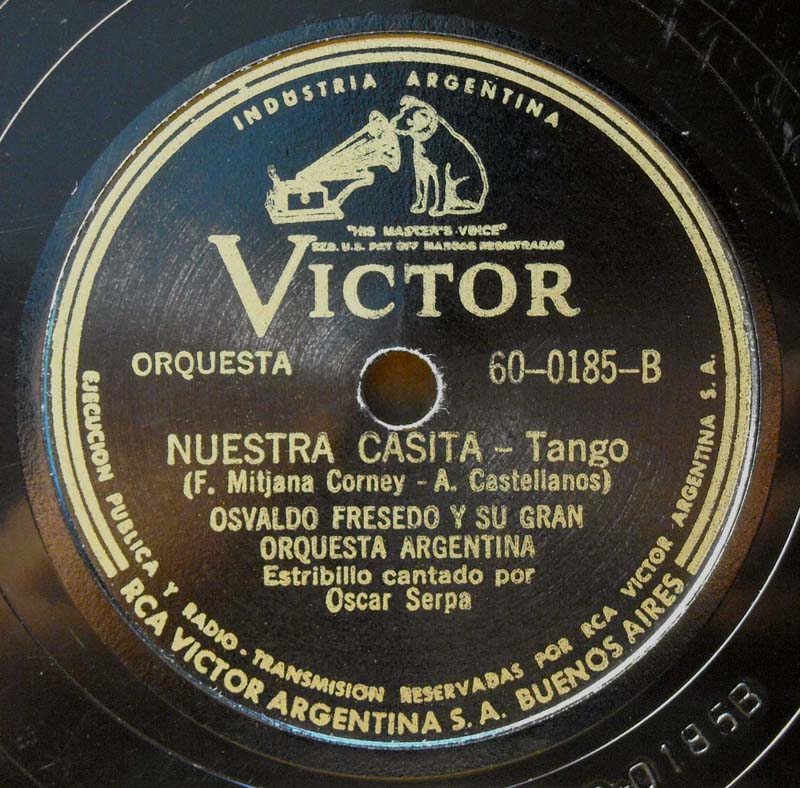 INDUSTRIA ARGENTINA
"HIS MASTER'S VOICE"
REG. U.S. PAT OFF MARCAS REGISTRADAS
VICTOR
ORQUESTA
60-0185-B
NUESTRA CASITA - Tango
(F. Mitjana Corney - A. Castellanos)
OSVALDO FRESEDO Y SU GRAN
ORQUESTA ARGENTINA
Estribillo cantado por
Oscar Serpa
EJECUCION PUBLICA Y RADIO-TRANSMISION RESERVADAS POR RCA VICTOR ARGENTINA S.A.
RCA VICTOR ARGENTINA S.A. BUENOS AIRES
0185B